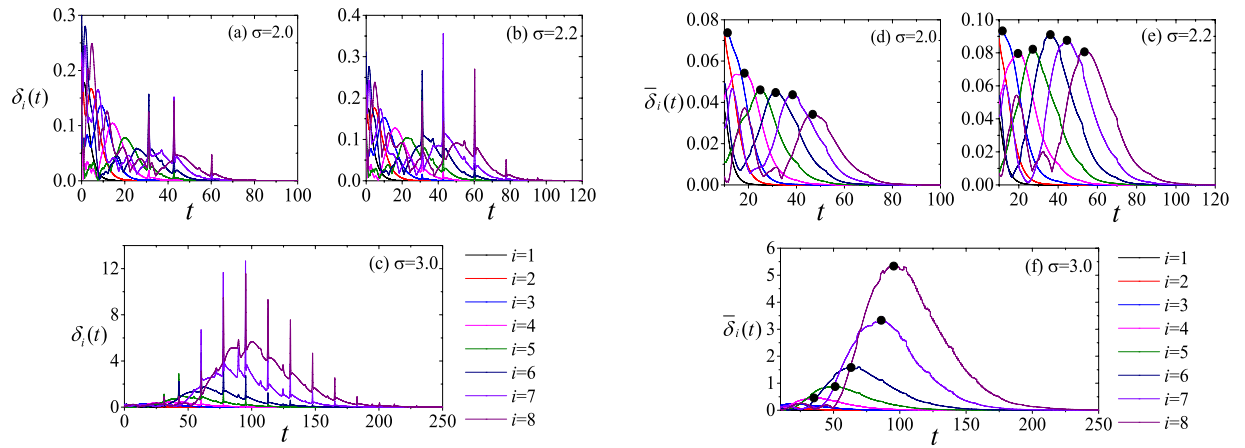 (a) σ=2.0
δ_i(t)
0.3
0.2
0.1
0.0
0 20 40 60 80 100
t
(b) σ=2.2
0.4
0.3
0.2
0.1
0.0
0 20 40 60 80 100 120
t
(c) σ=3.0
δ_i(t)
12
8
4
0
0 50 100 150 200 250
t
i=1
i=2
i=3
i=4
i=5
i=6
i=7
i=8
(d) σ=2.0
δ̅_i(t)
0.08
0.06
0.04
0.02
0.00
20 40 60 80 100
t
(e) σ=2.2
0.10
0.08
0.06
0.04
0.02
0.00
20 40 60 80 100 120
t
(f) σ=3.0
δ̅_i(t)
6
5
4
3
2
1
0
50 100 150 200 250
t
i=1
i=2
i=3
i=4
i=5
i=6
i=7
i=8